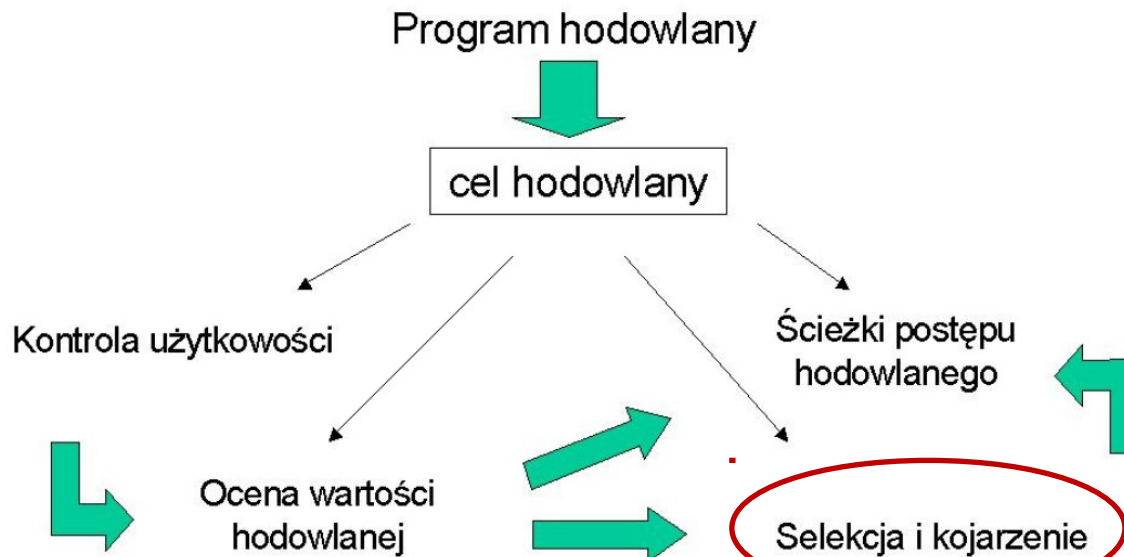 Program hodowlany
cel hodowlany
Kontrola użytkowości
Ścieżki postępu
hodowlanego
Ocena wartości
hodowlanej
Selekcja i kojarzenie